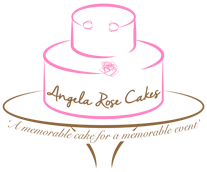 Angela Rose Cakes
'A memorable cake for a memorable event'